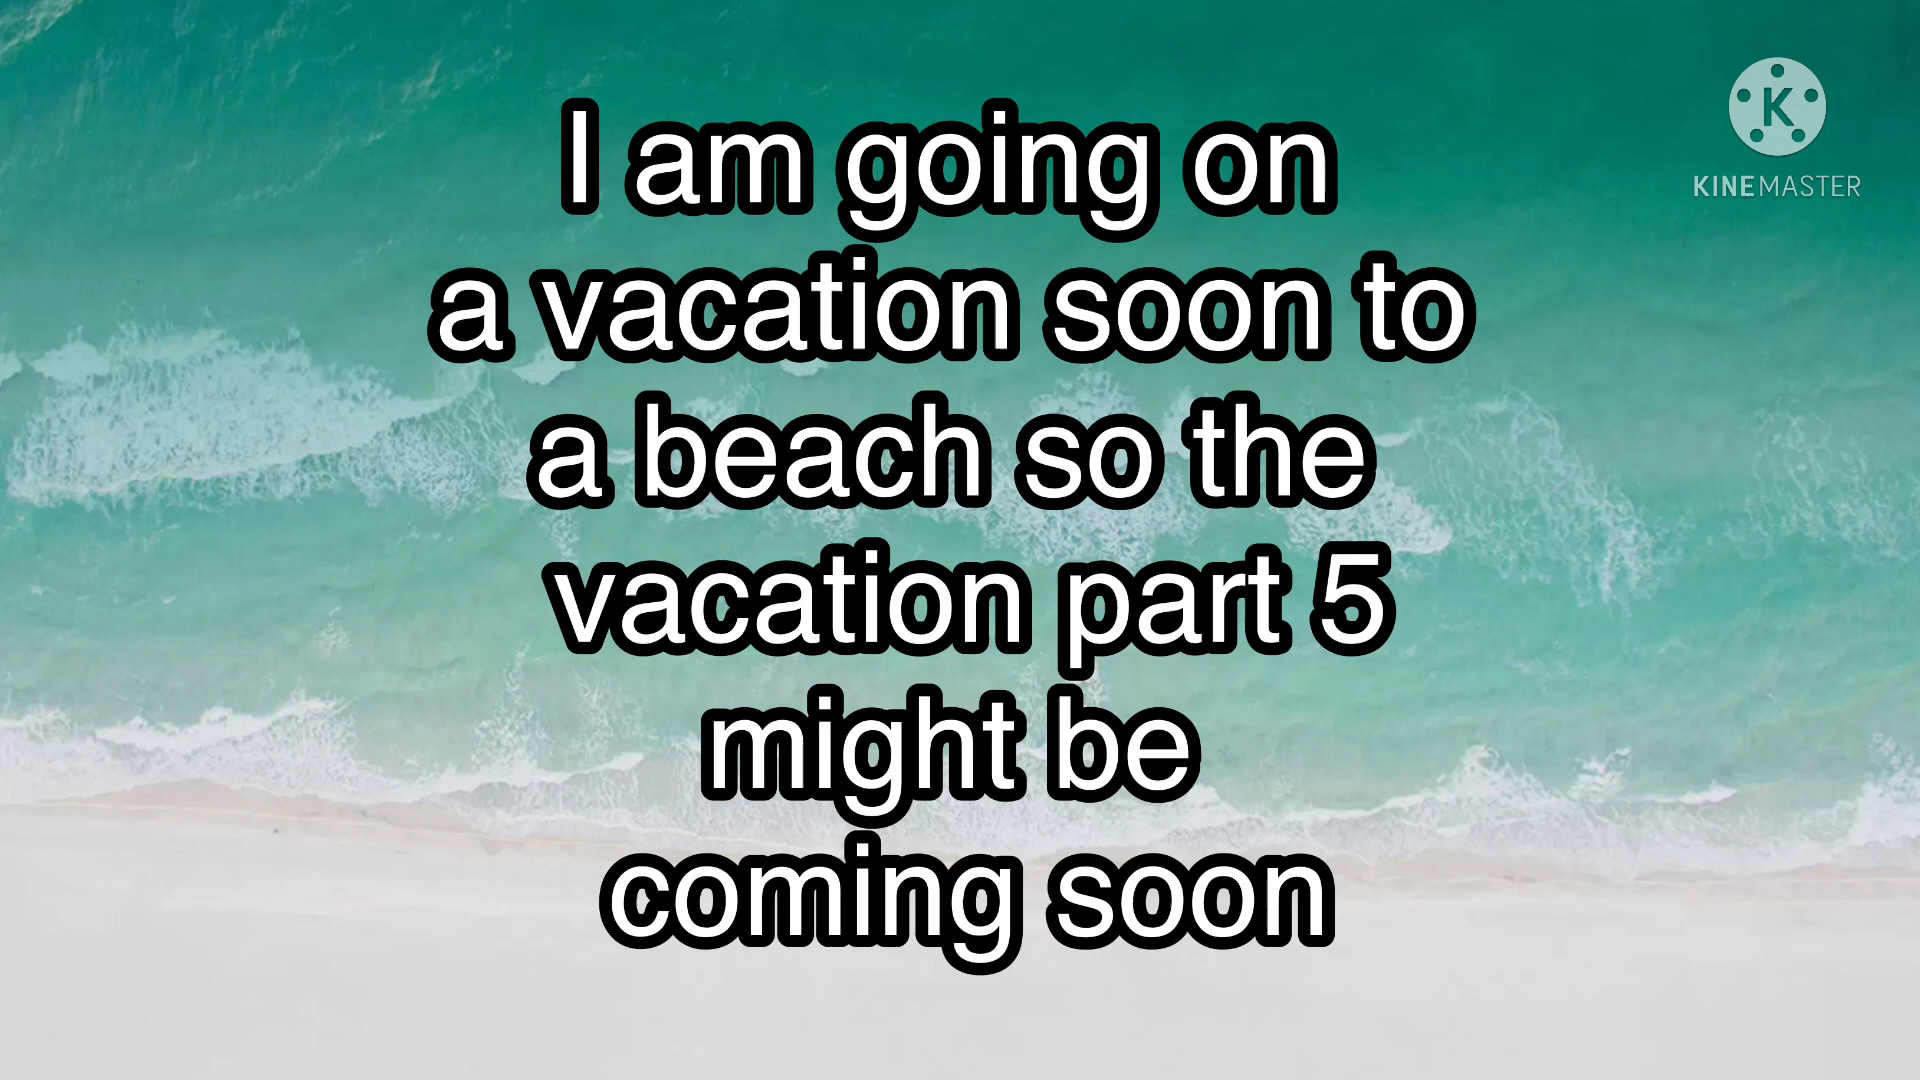 I am going on
a vacation soon to
a beach so the
vacation part 5
might be
coming soon
K
KINEMASTER